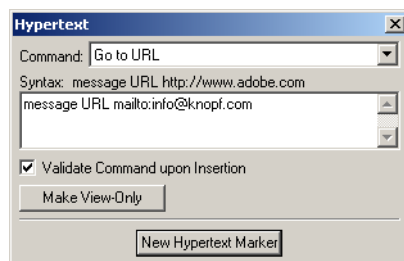 Hypertext
Command: Go to URL
Syntax: message URL http://www.adobe.com
message URL mailto:info@knopf.com
Validate Command upon Insertion
Make View-Only
New Hypertext Marker